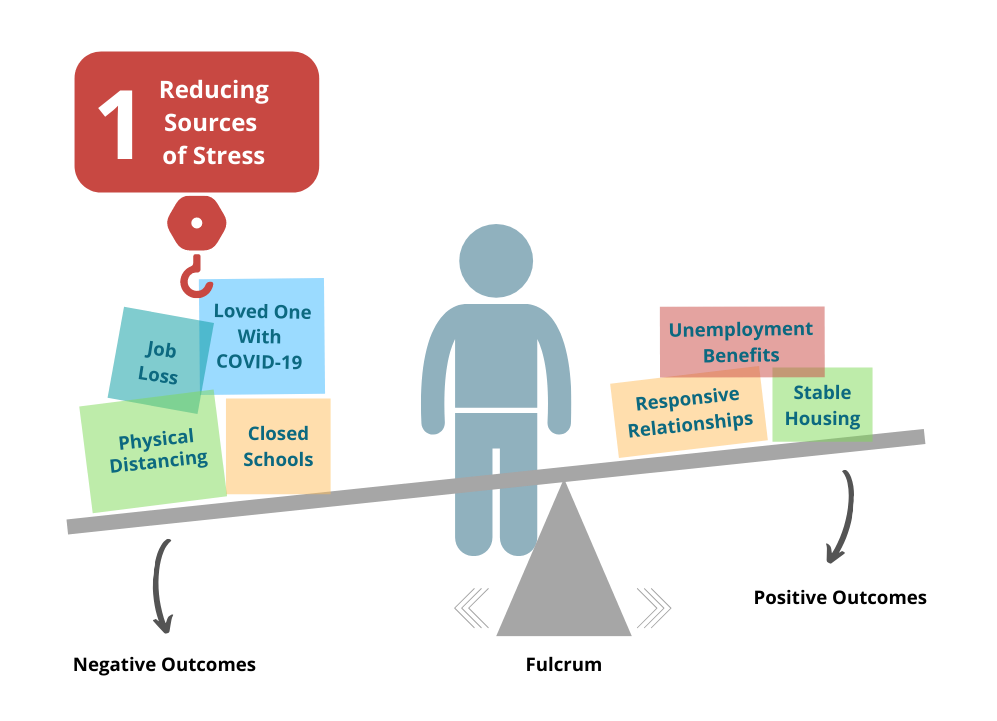 1
Reducing
Sources
of Stress
Loved One
With
COVID-19
Job
Loss
Physical
Distancing
Closed
Schools
Unemployment
Benefits
Responsive
Relationships
Stable
Housing
Negative Outcomes
Fulcrum
Positive Outcomes